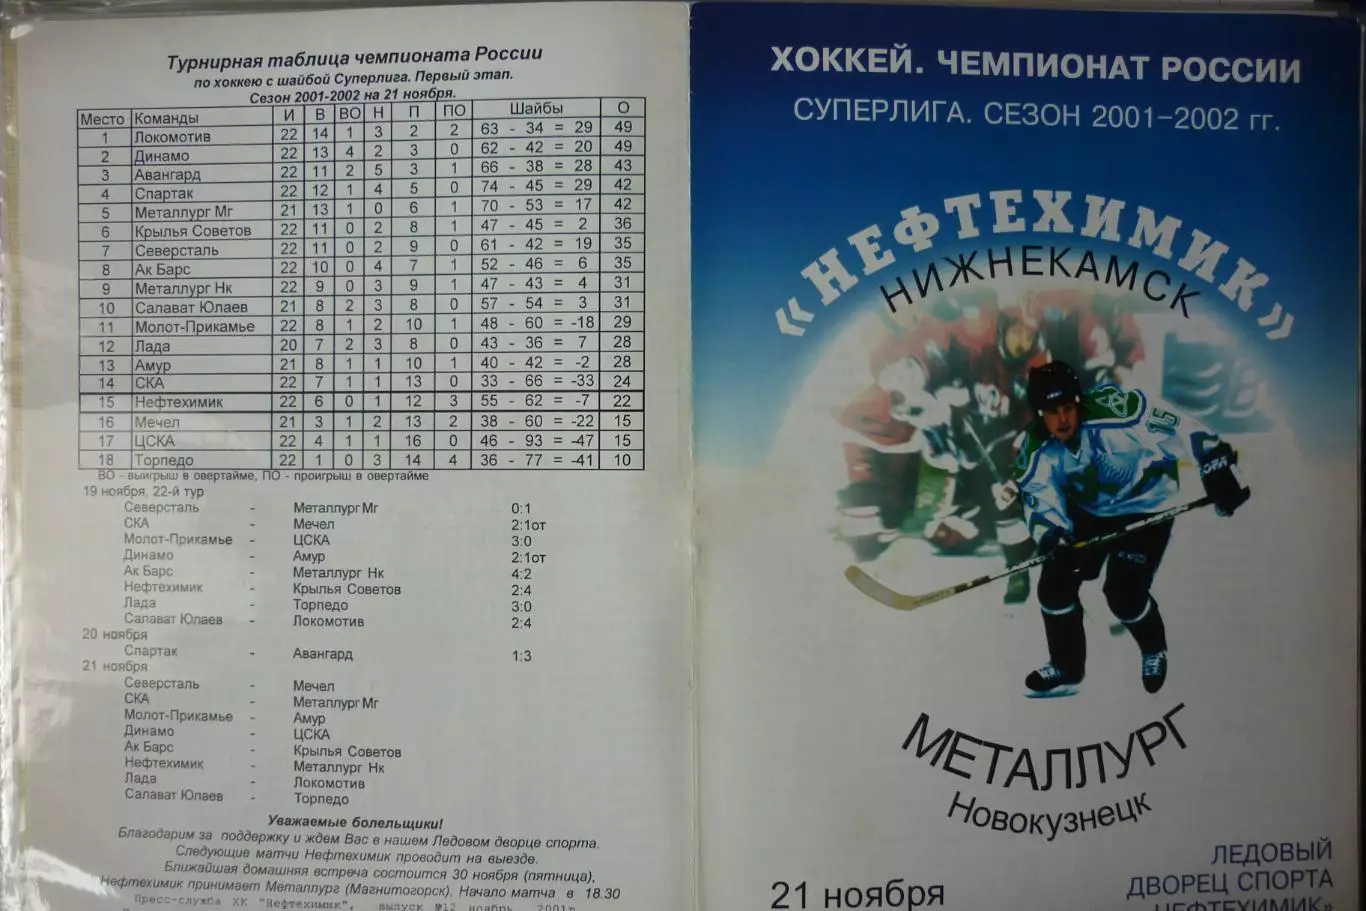 Турнирная таблица чемпионата России
по хоккею с шайбой Суперлига. Первый этап.
Сезон 2001-2002 на 21 ноября.
Место Команды И В ВО Н П ПО Шайбы О
1 Локомотив 22 14 1 3 2 2 63 - 34 = 29 49
2 Динамо 22 13 4 2 3 0 62 - 42 = 20 49
3 Авангард 22 11 2 5 3 1 66 - 38 = 28 43
4 Спартак 22 12 1 4 5 0 74 - 45 = 29 42
5 Металлург Мг 21 13 1 0 6 1 70 - 53 = 17 42
6 Крылья Советов 22 11 0 2 8 1 47 - 45 = 2 36
7 Северсталь 22 11 0 2 9 0 61 - 42 = 19 35
8 Ак Барс 22 10 0 4 7 1 52 - 46 = 6 35
9 Металлург Нк 22 9 0 3 9 1 47 - 43 = 4 31
10 Салават Юлаев 21 8 2 3 8 0 57 - 54 = 3 31
11 Молот-Прикамье 22 8 1 2 10 1 48 - 60 = -18 29
12 Лада 20 7 2 3 8 0 43 - 36 = 7 28
13 Амур 21 8 1 1 10 1 40 - 42 = -2 28
14 СКА 22 7 1 1 13 0 33 - 66 = -33 24
15 Нефтехимик 22 6 0 1 12 3 55 - 62 = -7 22
16 Мечел 21 3 1 2 13 2 38 - 60 = -22 15
17 ЦСКА 22 4 1 1 16 0 46 - 93 = -47 15
18 Торпедо 22 1 0 3 14 4 36 - 77 = -41 10
ВО - выигрыш в овертайме, ПО - проигрыш в овертайме
19 ноября, 22-й тур
Северсталь - Металлург Мг 0:1
СКА - Мечел 2:1от
Молот-Прикамье - ЦСКА 3:0
Динамо - Амур 2:1от
Ак Барс - Металлург Нк 4:2
Нефтехимик - Крылья Советов 2:4
Лада - Торпедо 3:0
Салават Юлаев - Локомотив 2:4
20 ноября
Спартак - Авангард 1:3
21 ноября
Северсталь - Мечел
СКА - Металлург Мг
Молот-Прикамье - Амур
Динамо - ЦСКА
Ак Барс - Крылья Советов
Нефтехимик - Металлург Нк
Лада - Локомотив
Салават Юлаев - Торпедо
Уважаемые болельщики!
Благодарим за поддержку и ждем Вас в нашем Ледовом дворце спорта.
Следующие матчи Нефтехимик проводит на выезде.
Ближайшая домашняя встреча состоится 30 ноября (пятница),
Нефтехимик принимает Металлург (Магнитогорск). Начало матча в 18.30
Пресс-служба ХК "Нефтехимик", выпуск №12 ноябрь 2001г.
ХОККЕЙ. ЧЕМПИОНАТ РОССИИ
СУПЕРЛИГА. СЕЗОН 2001-2002 гг.
«НЕФТЕХИМИК»
НИЖНЕКАМСК
15
МЕТАЛЛУРГ
Новокузнецк
ЛЕДОВЫЙ
ДВОРЕЦ СПОРТА
21 ноября
НЕФТЕХИМИК»